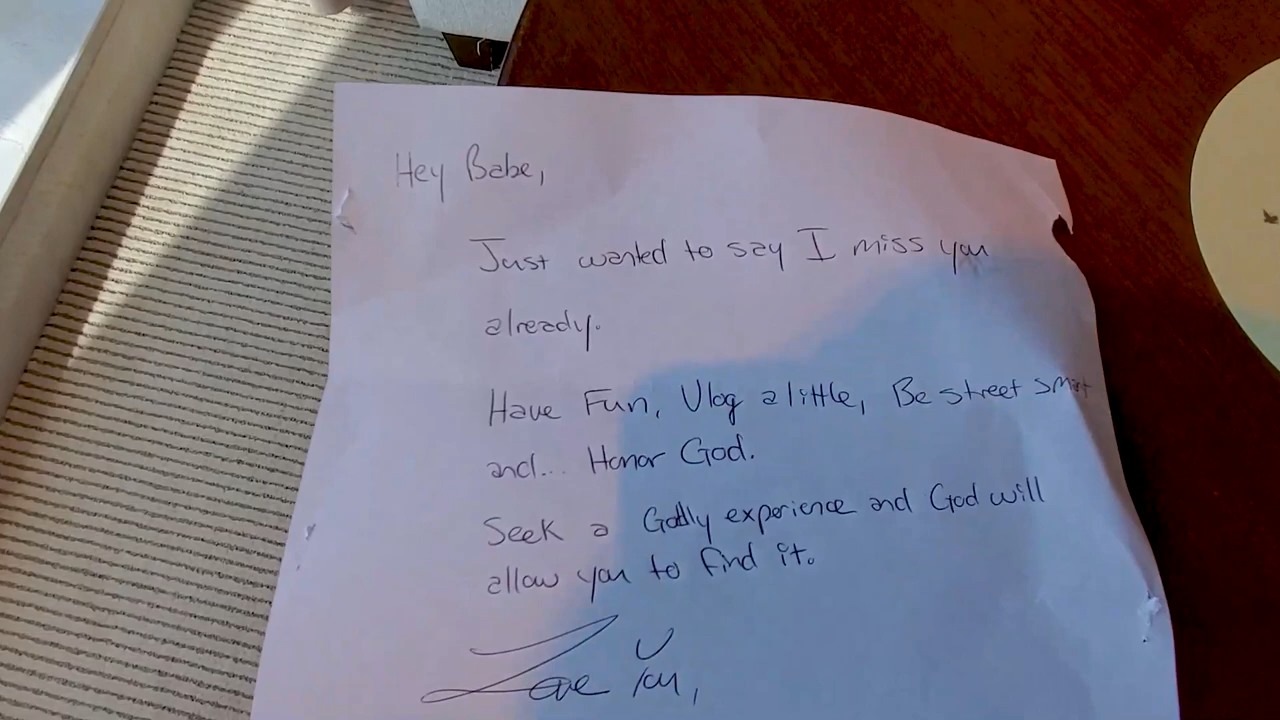 Hey Babe,
Just wanted to say I miss you
already.
Have Fun, Vlog a little, Be street smart
and... Honor God.
Seek a Godly experience and God will
allow you to find it.
Love You,